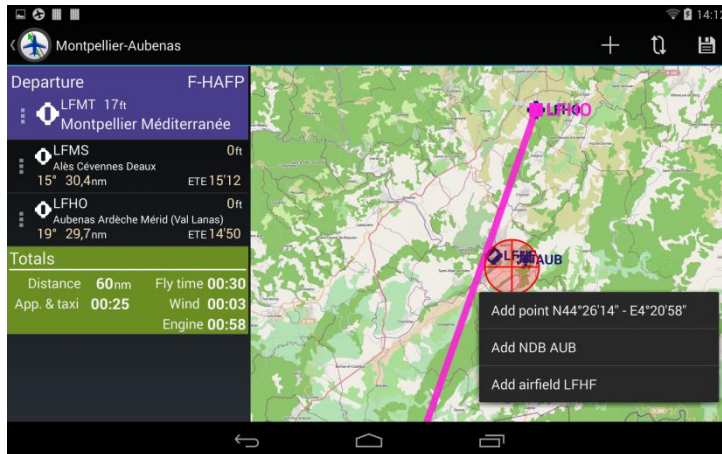 14:12
Montpellier-Aubenas
Departure F-HAFP
LFMT 17ft
Montpellier Méditerranée
LFMS 0ft
Alès Cévennes Deaux
15° 30,4nm ETE 15'12
LFHO 0ft
Aubenas Ardèche Mérid (Val Lanas)
19° 29,7nm ETE 14'50
Totals
Distance 60nm Fly time 00:30
App. & taxi 00:25 Wind 00:03
Engine 00:58
LFHO
AUB
Add point N44°26'14" - E4°20'58"
Add NDB AUB
Add airfield LFHF